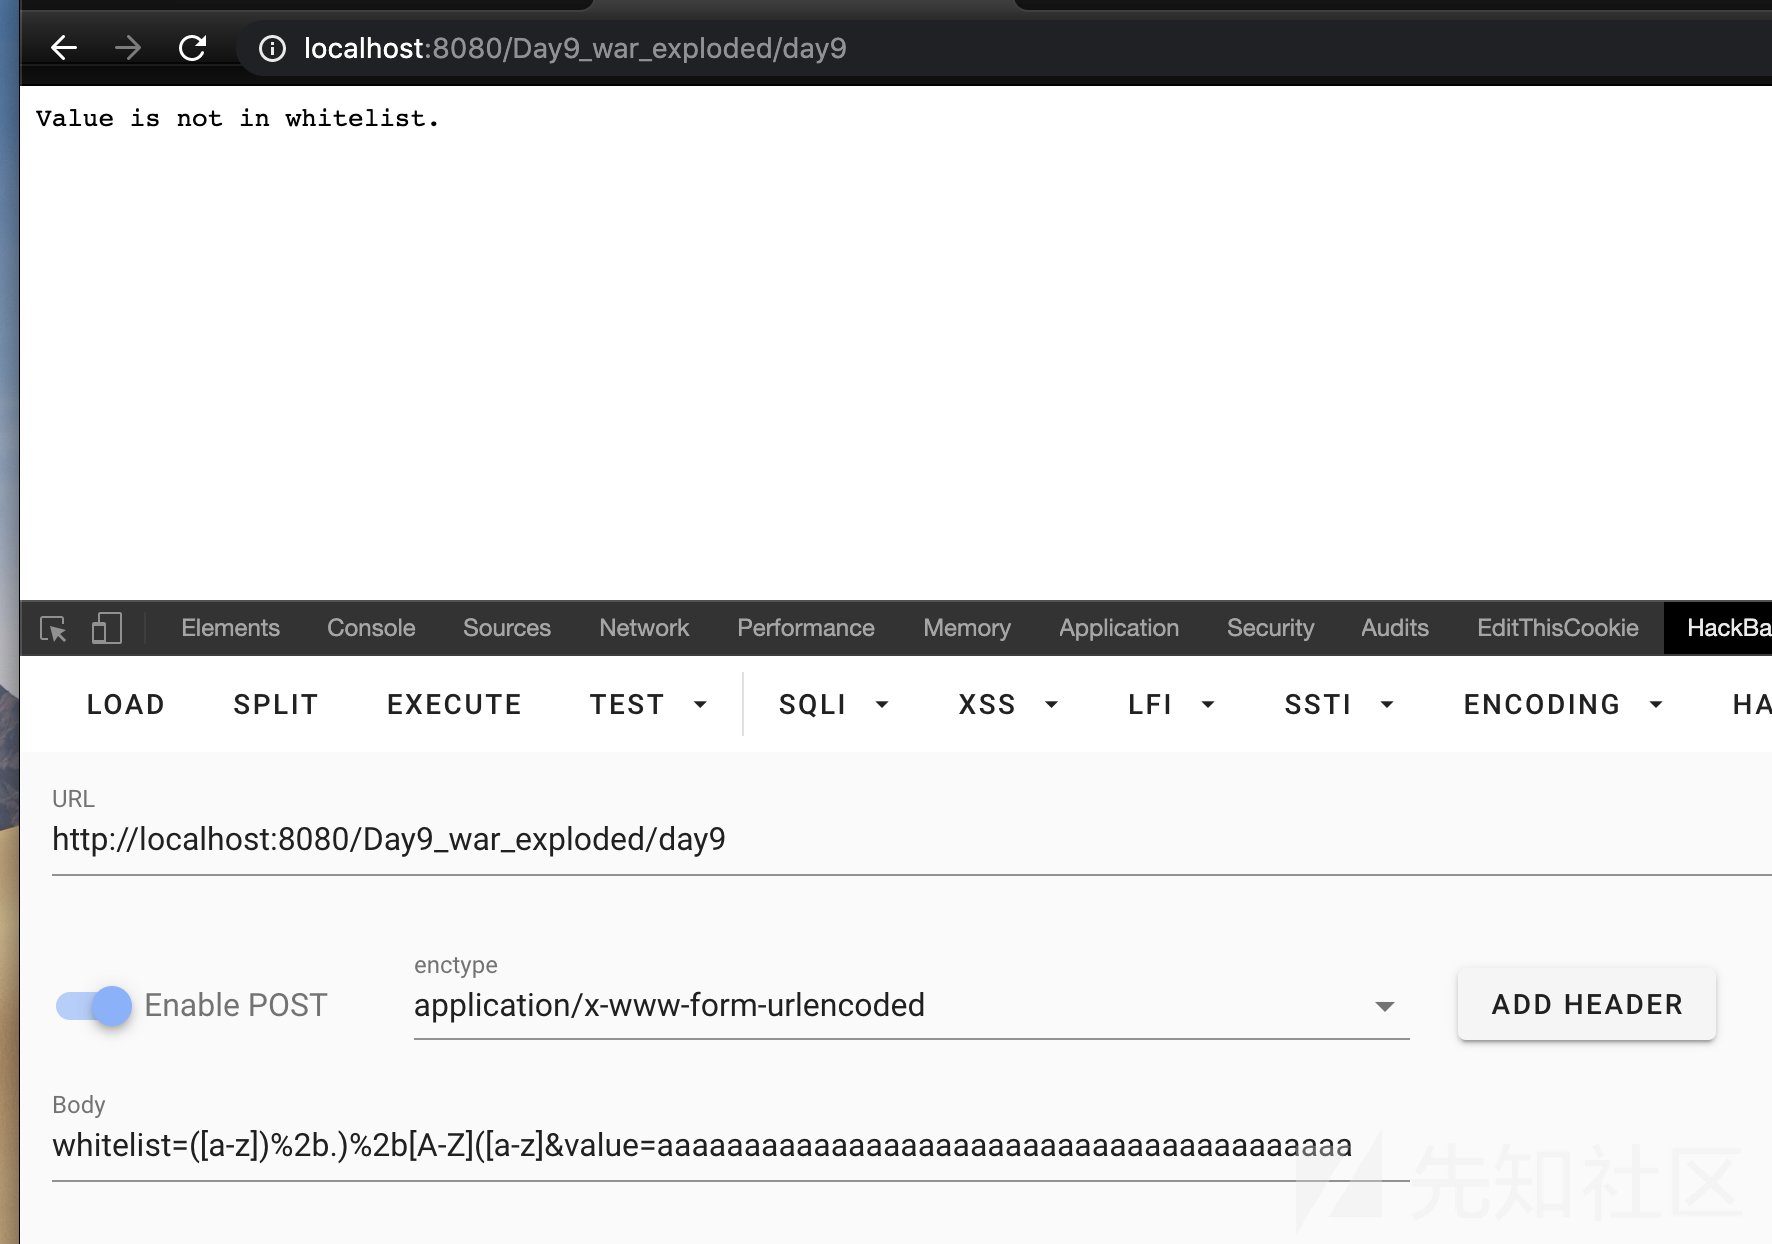 localhost:8080/Day9_war_exploded/day9
Value is not in whitelist.
Elements Console Sources Network Performance Memory Application Security Audits EditThisCookie HackBa
LOAD SPLIT EXECUTE TEST SQLI XSS LFI SSTI ENCODING HA
URL
http://localhost:8080/Day9_war_exploded/day9
enctype
Enable POST application/x-www-form-urlencoded ADD HEADER
Body
whitelist=([a-z])%2b.)%2b[A-Z]([a-z]&value=aaaaaaaaaaaaaaaaaaaaaaaaaaaaaaaaaaaaaaaa
先知社区